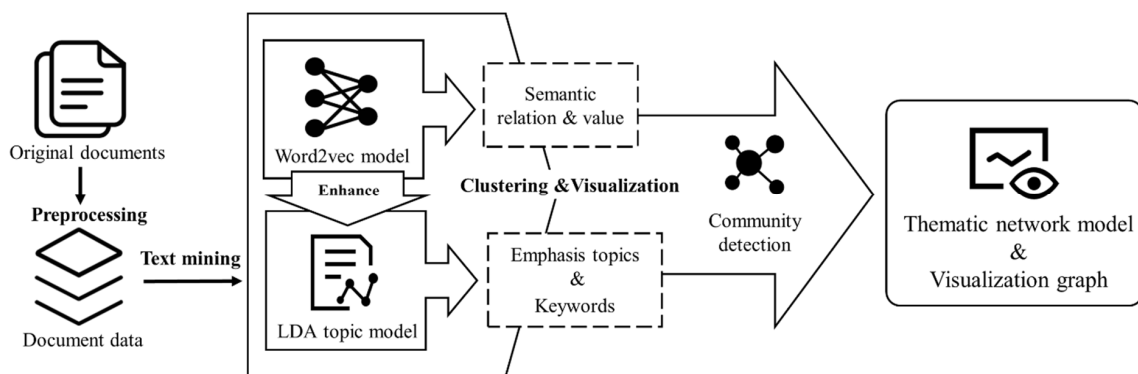 Original documents
Preprocessing
Document data
Text mining
Word2vec model
Enhance
LDA topic model
Semantic
relation & value
Clustering &Visualization
Emphasis topics
&
Keywords
Community
detection
Thematic network model
&
Visualization graph